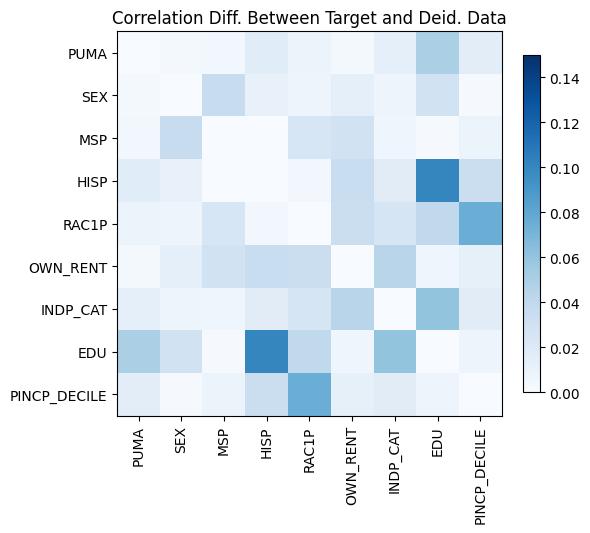 Correlation Diff. Between Target and Deid. Data
PUMA
SEX
MSP
HISP
RAC1P
OWN_RENT
INDP_CAT
EDU
PINCP_DECILE
PUMA
SEX
MSP
HISP
RAC1P
OWN_RENT
INDP_CAT
EDU
PINCP_DECILE
0.14
0.12
0.10
0.08
0.06
0.04
0.02
0.00